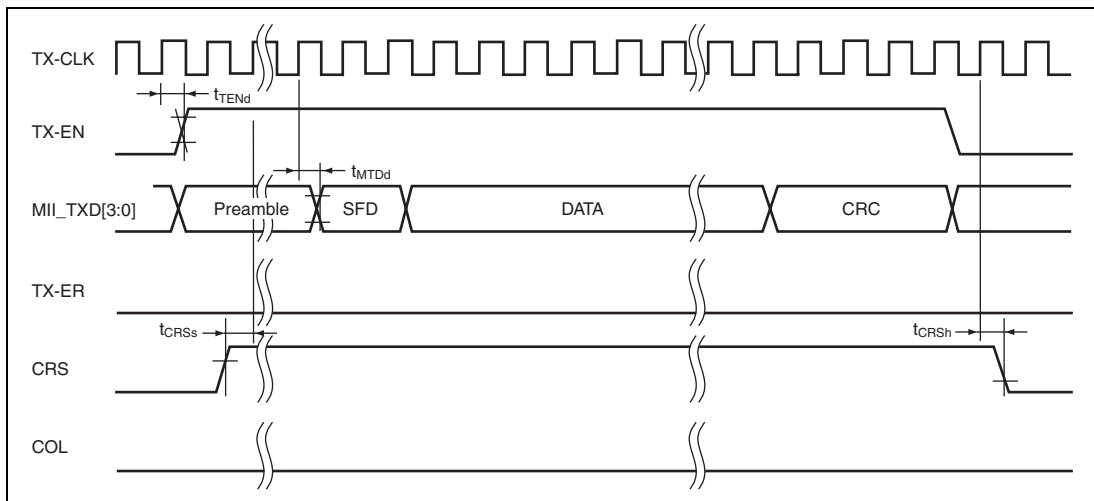 TX-CLK
tTENd
TX-EN
tMTDd
MII_TXD[3:0] Preamble SFD DATA CRC
TX-ER
tCRSs tCRSh
CRS
COL